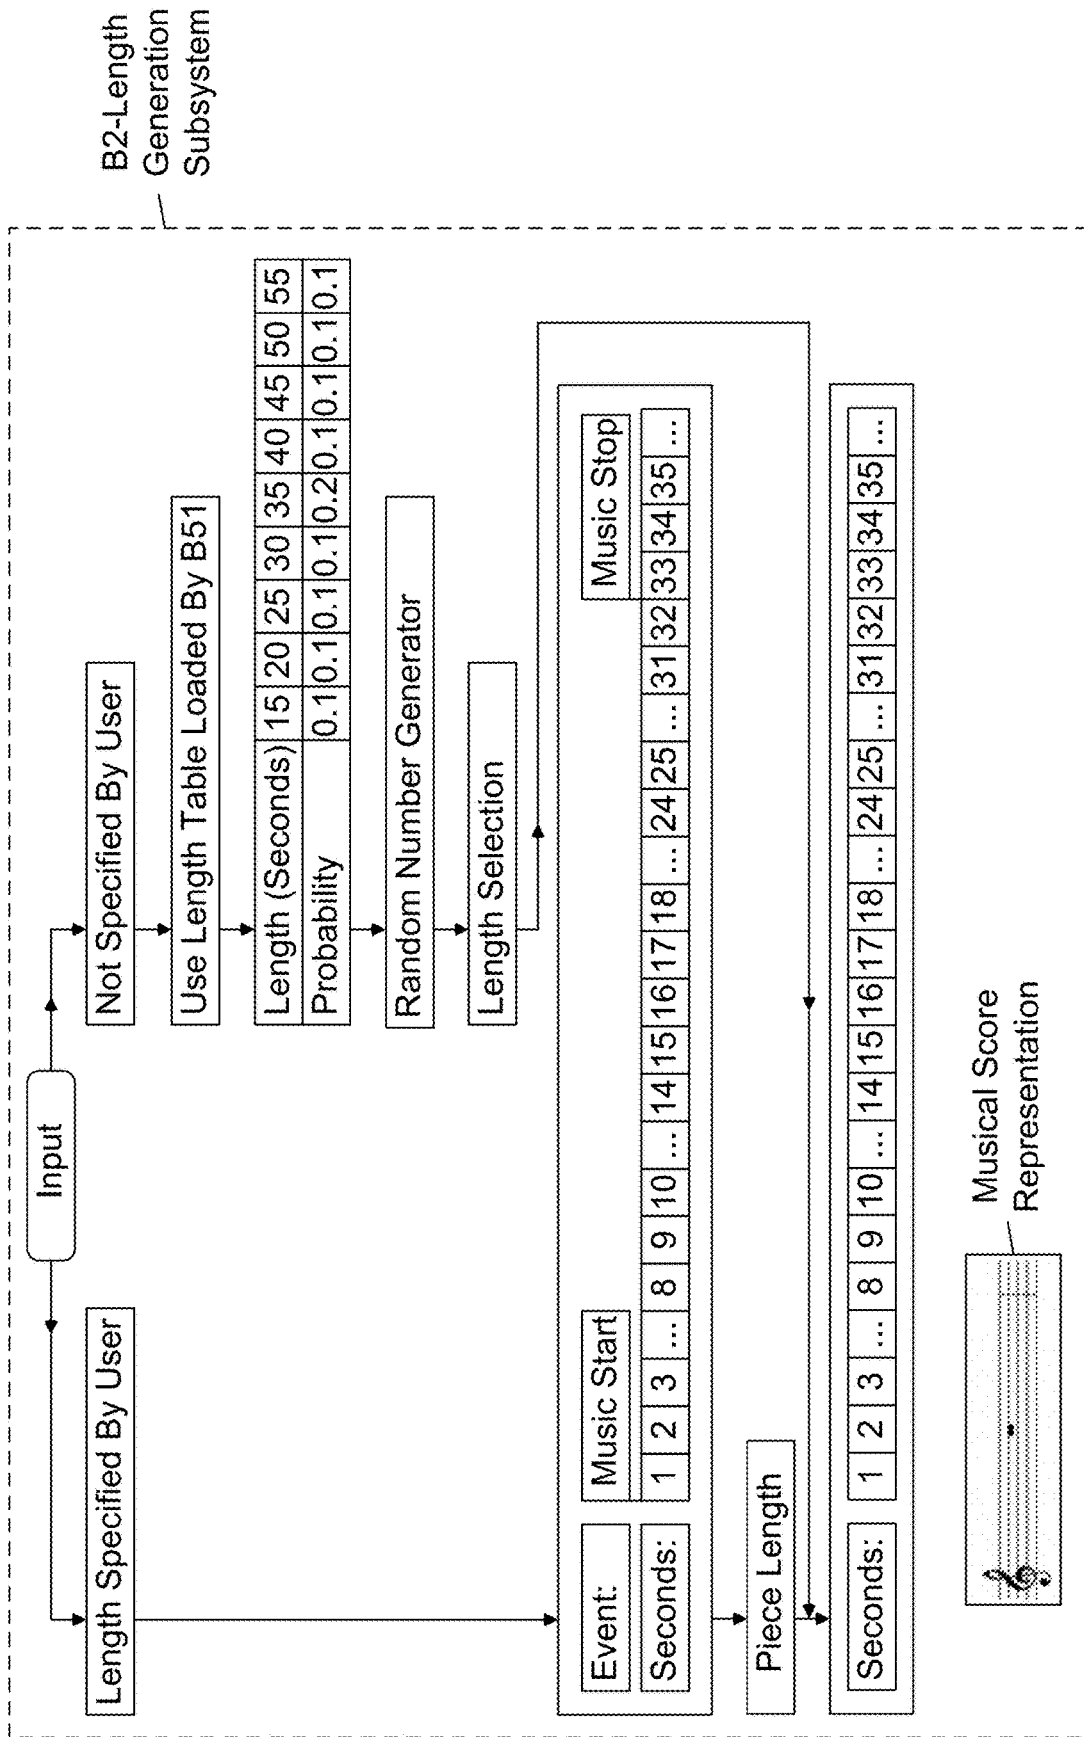 B2-Length
Generation
Subsystem
Input
Length Specified By User
Not Specified By User
Use Length Table Loaded By B51
Length (Seconds) 15 20 25 30 35 40 45 50 55
Probability 0.1 0.1 0.1 0.1 0.2 0.1 0.1 0.1 0.1
Random Number Generator
Length Selection
Event: Music Start Music Stop
Seconds: 1 2 3 ... 8 9 10 ... 14 15 16 17 18 ... 24 25 ... 31 32 33 34 35 ...
Piece Length
Seconds: 1 2 3 ... 8 9 10 ... 14 15 16 17 18 ... 24 25 ... 31 32 33 34 35 ...
Musical Score
Representation